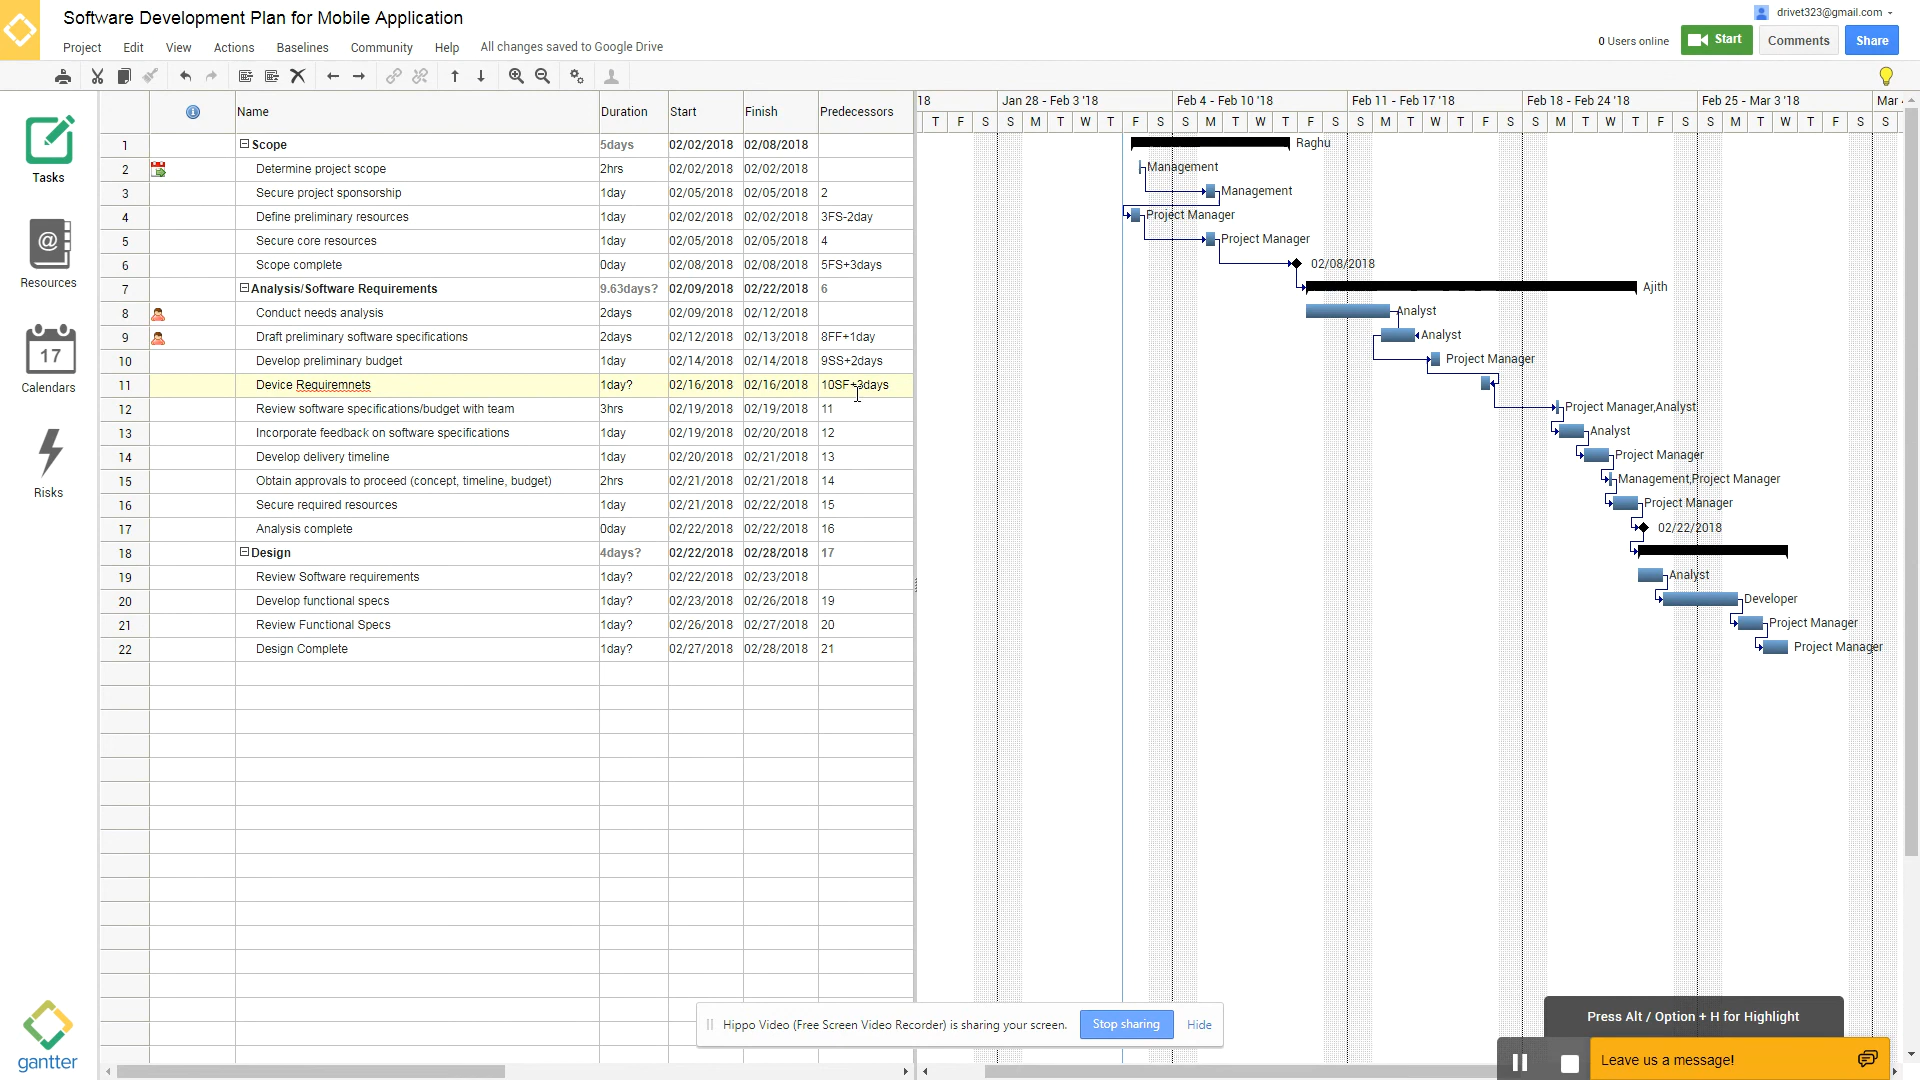 Software Development Plan for Mobile Application
drivet323@gmail.com
Project Edit View Actions Baselines Community Help All changes saved to Google Drive
0 Users online Start Comments Share
Name Duration Start Finish Predecessors
18 Jan 28 - Feb 3 '18 Feb 4 - Feb 10 '18 Feb 11 - Feb 17 '18 Feb 18 - Feb 24 '18 Feb 25 - Mar 3 '18 Mar
T F S S M T W T F S S M T W T F S S M T W T F S S M T W T F S S M T W T F S S
1 Scope 5days 02/02/2018 02/08/2018 Raghu
2 Determine project scope 2hrs 02/02/2018 02/02/2018 Management
3 Secure project sponsorship 1day 02/05/2018 02/05/2018 2 Management
4 Define preliminary resources 1day 02/02/2018 02/02/2018 3FS-2day Project Manager
5 Secure core resources 1day 02/05/2018 02/05/2018 4 Project Manager
6 Scope complete 0day 02/08/2018 02/08/2018 5FS+3days 02/08/2018
7 Analysis/Software Requirements 9.63days? 02/09/2018 02/22/2018 6 Ajith
8 Conduct needs analysis 2days 02/09/2018 02/12/2018 Analyst
9 Draft preliminary software specifications 2days 02/12/2018 02/13/2018 8FF+1day Analyst
10 Develop preliminary budget 1day 02/14/2018 02/14/2018 9SS+2days Project Manager
11 Device Requiremnets 1day? 02/16/2018 02/16/2018 10SF+3days
12 Review software specifications/budget with team 3hrs 02/19/2018 02/19/2018 11 Project Manager,Analyst
13 Incorporate feedback on software specifications 1day 02/19/2018 02/20/2018 12 Analyst
14 Develop delivery timeline 1day 02/20/2018 02/21/2018 13 Project Manager
15 Obtain approvals to proceed (concept, timeline, budget) 2hrs 02/21/2018 02/21/2018 14 Management,Project Manager
16 Secure required resources 1day 02/21/2018 02/22/2018 15 Project Manager
17 Analysis complete 0day 02/22/2018 02/22/2018 16 02/22/2018
18 Design 4days? 02/22/2018 02/28/2018 17
19 Review Software requirements 1day? 02/22/2018 02/23/2018 Analyst
20 Develop functional specs 1day? 02/23/2018 02/26/2018 19 Developer
21 Review Functional Specs 1day? 02/26/2018 02/27/2018 20 Project Manager
22 Design Complete 1day? 02/27/2018 02/28/2018 21 Project Manager
Tasks
@
Resources
17
Calendars
Risks
gantter
Hippo Video (Free Screen Video Recorder) is sharing your screen. Stop sharing Hide
Press Alt / Option + H for Highlight
Leave us a message!